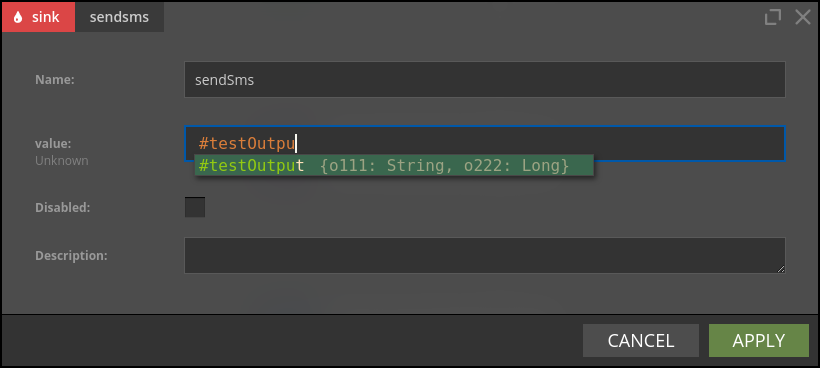 sink sendsms
Name: sendSms
value: #testOutpu
Unknown
#testOutput {o111: String, o222: Long}
Disabled:
Description:
CANCEL APPLY